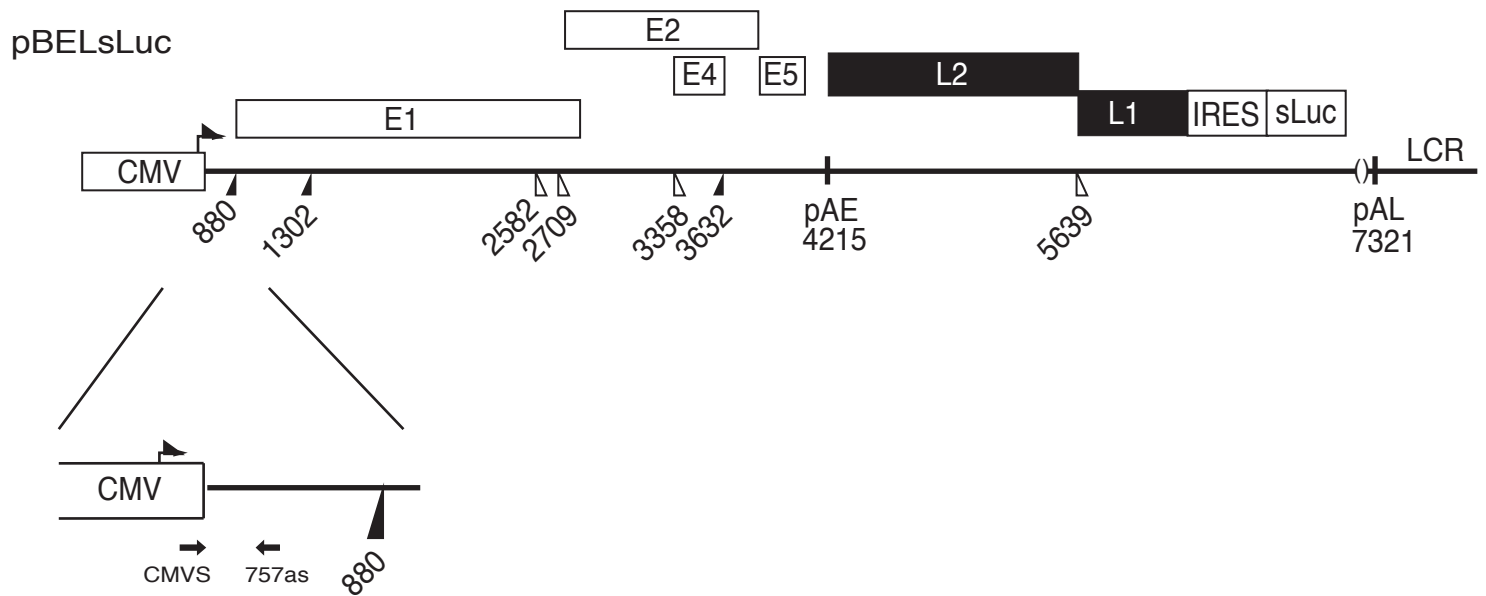 pBELsLuc
E2
E4
E5
L2
E1
L1
IRES
sLuc
CMV
LCR
880
1302
2582
2709
3358
3632
pAE
4215
5639
()
pAL
7321
CMV
CMVS
757as
880